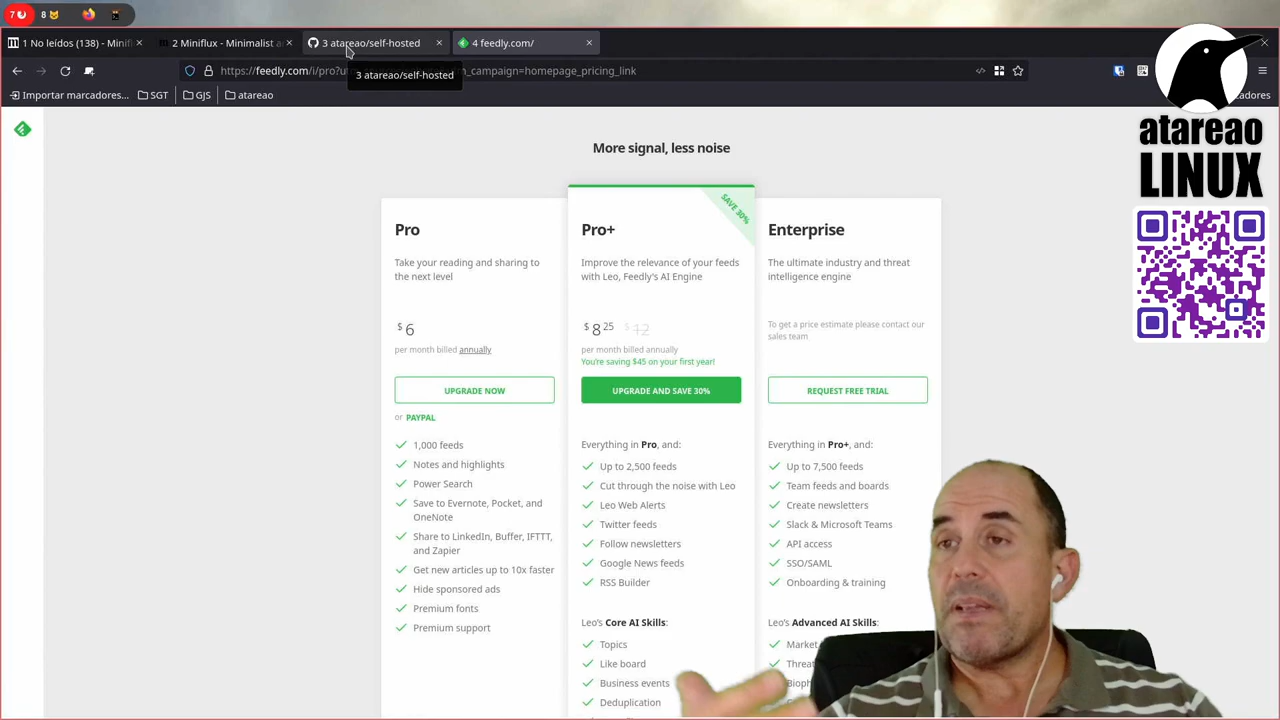 7
8
1 No leídos (138) - Minifl
2 Miniflux - Minimalist a
3 atareao/self-hosted
4 feedly.com/
https://feedly.com/i/pro?u
_campaign=homepage_pricing_link
3 atareao/self-hosted
Importar marcadores...
SGT
GJS
atareao
atareao
LINUX
More signal, less noise
Pro
Take your reading and sharing to
the next level
$ 6
per month billed annually
UPGRADE NOW
or PAYPAL
1,000 feeds
Notes and highlights
Power Search
Save to Evernote, Pocket, and
OneNote
Share to LinkedIn, Buffer, IFTTT,
and Zapier
Get new articles up to 10x faster
Hide sponsored ads
Premium fonts
Premium support
SAVE 30%
Pro+
Improve the relevance of your feeds
with Leo, Feedly's AI Engine
$ 8 25 $ 12
per month billed annually
You're saving $45 on your first year!
UPGRADE AND SAVE 30%
Everything in Pro, and:
Up to 2,500 feeds
Cut through the noise with Leo
Leo Web Alerts
Twitter feeds
Follow newsletters
Google News feeds
RSS Builder
Leo's Core AI Skills:
Topics
Like board
Business events
Deduplication
Enterprise
The ultimate industry and threat
intelligence engine
To get a price estimate please contact our
sales team
REQUEST FREE TRIAL
Everything in Pro+, and:
Up to 7,500 feeds
Team feeds and boards
Create newsletters
Slack & Microsoft Teams
API access
SSO/SAML
Onboarding & training
Leo's Advanced AI Skills:
Market
Threat
Bioph